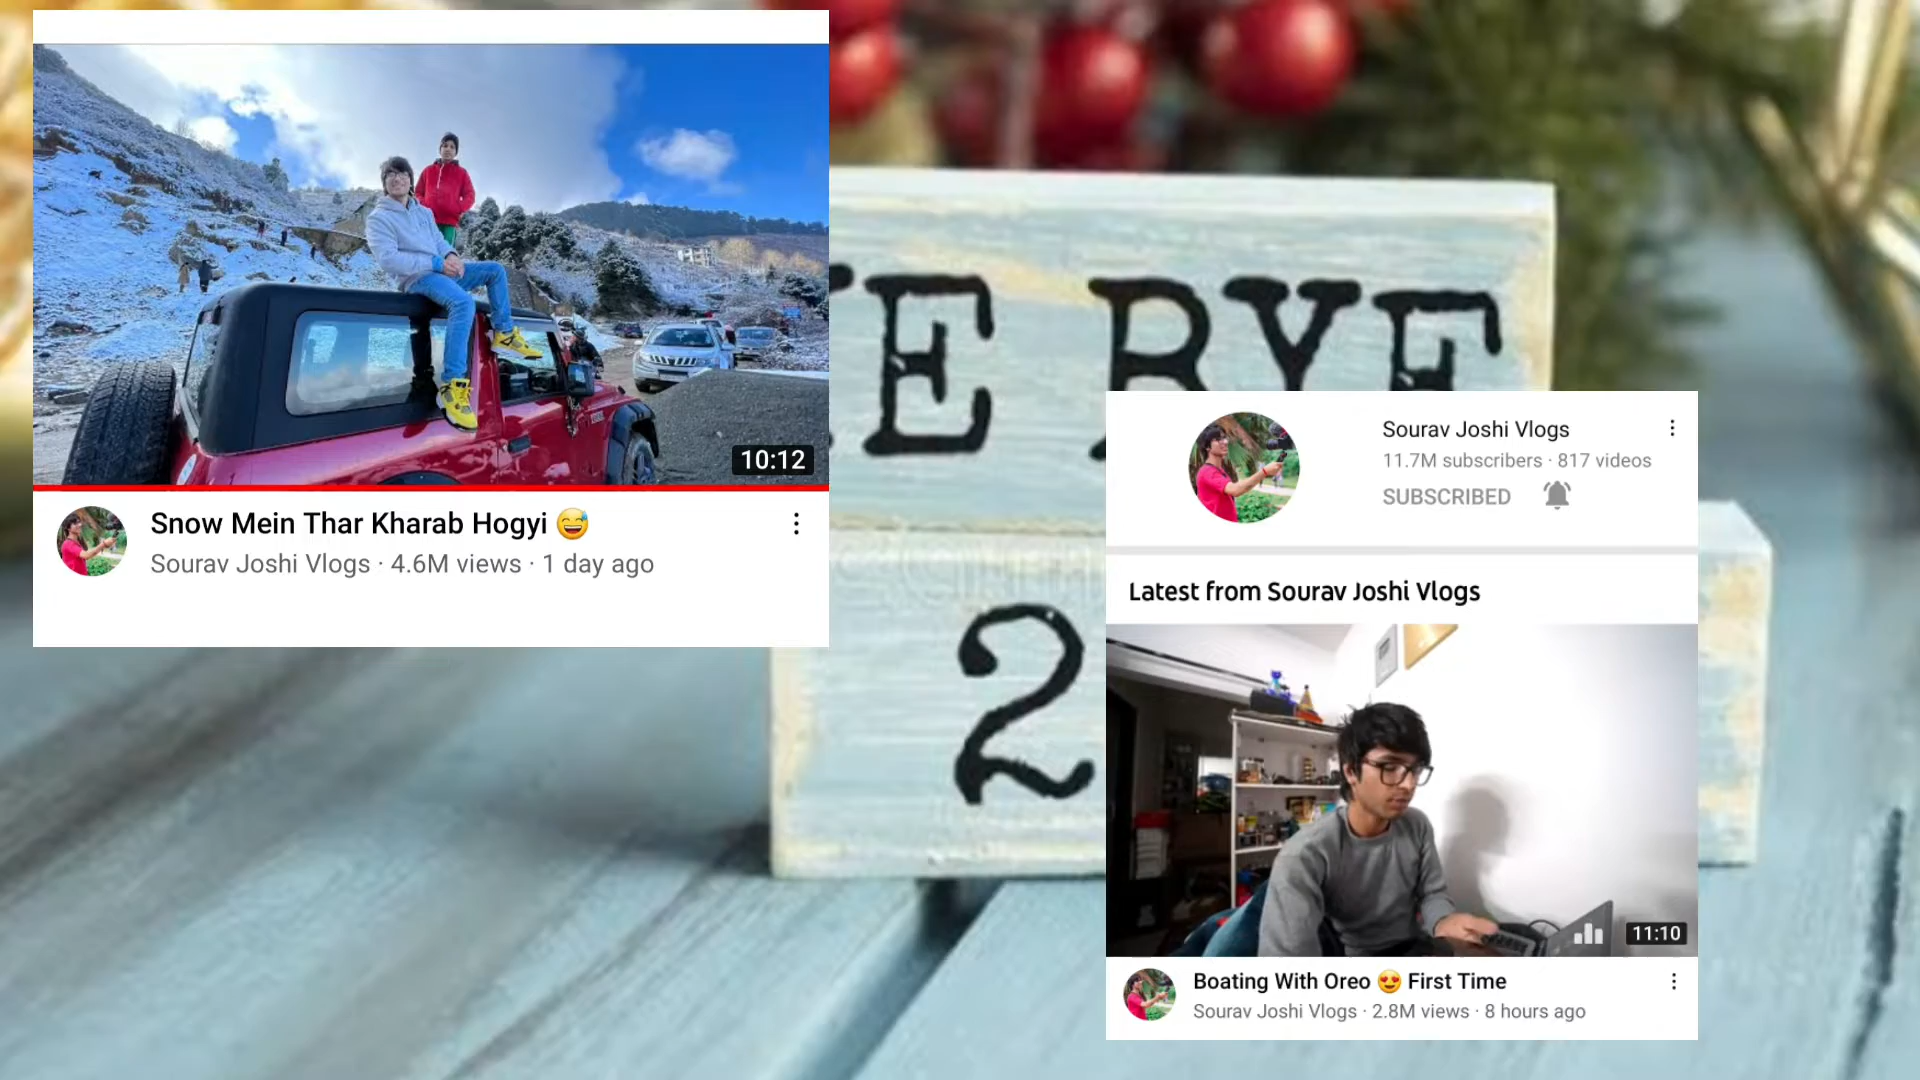 10:12
Snow Mein Thar Kharab Hogyi 😅
Sourav Joshi Vlogs · 4.6M views · 1 day ago
E BYE
2
Sourav Joshi Vlogs
11.7M subscribers · 817 videos
SUBSCRIBED
Latest from Sourav Joshi Vlogs
11:10
Boating With Oreo 😍 First Time
Sourav Joshi Vlogs · 2.8M views · 8 hours ago